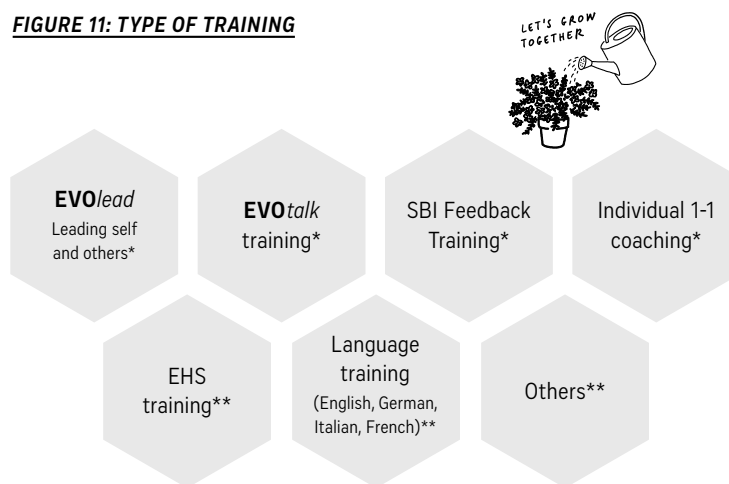 FIGURE 11: TYPE OF TRAINING
LET'S GROW
TOGETHER
EVOlead
Leading self
and others*
EVOtalk
training*
SBI Feedback
Training*
Individual 1-1
coaching*
EHS
training**
Language
training
(English, German,
Italian, French)**
Others**